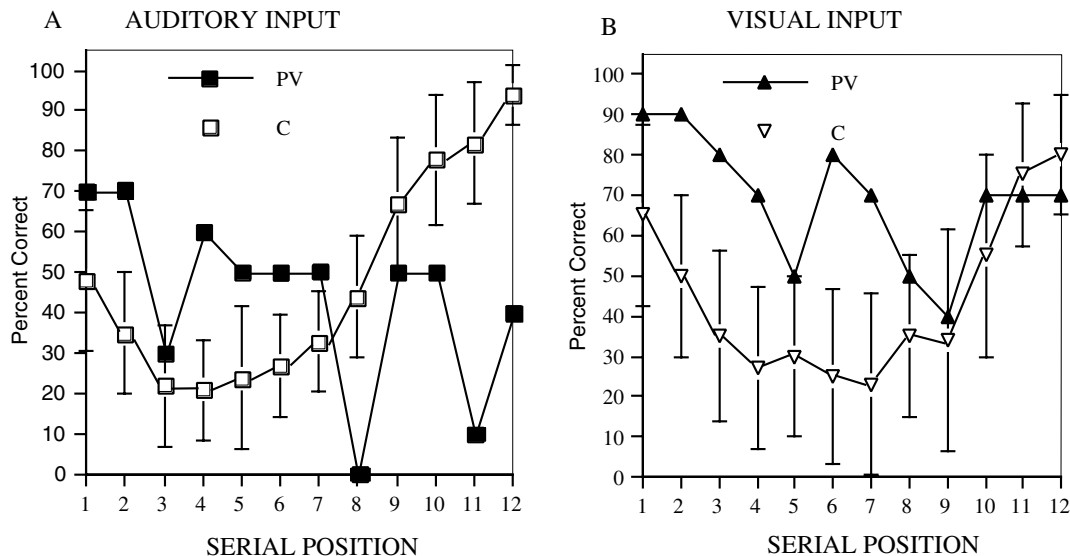 A AUDITORY INPUT
100
90
80
70
60
50
40
30
20
10
0
Percent Correct
PV
C
1 2 3 4 5 6 7 8 9 10 11 12
SERIAL POSITION
B VISUAL INPUT
100
90
80
70
60
50
40
30
20
10
0
Percent Correct
PV
C
1 2 3 4 5 6 7 8 9 10 11 12
SERIAL POSITION